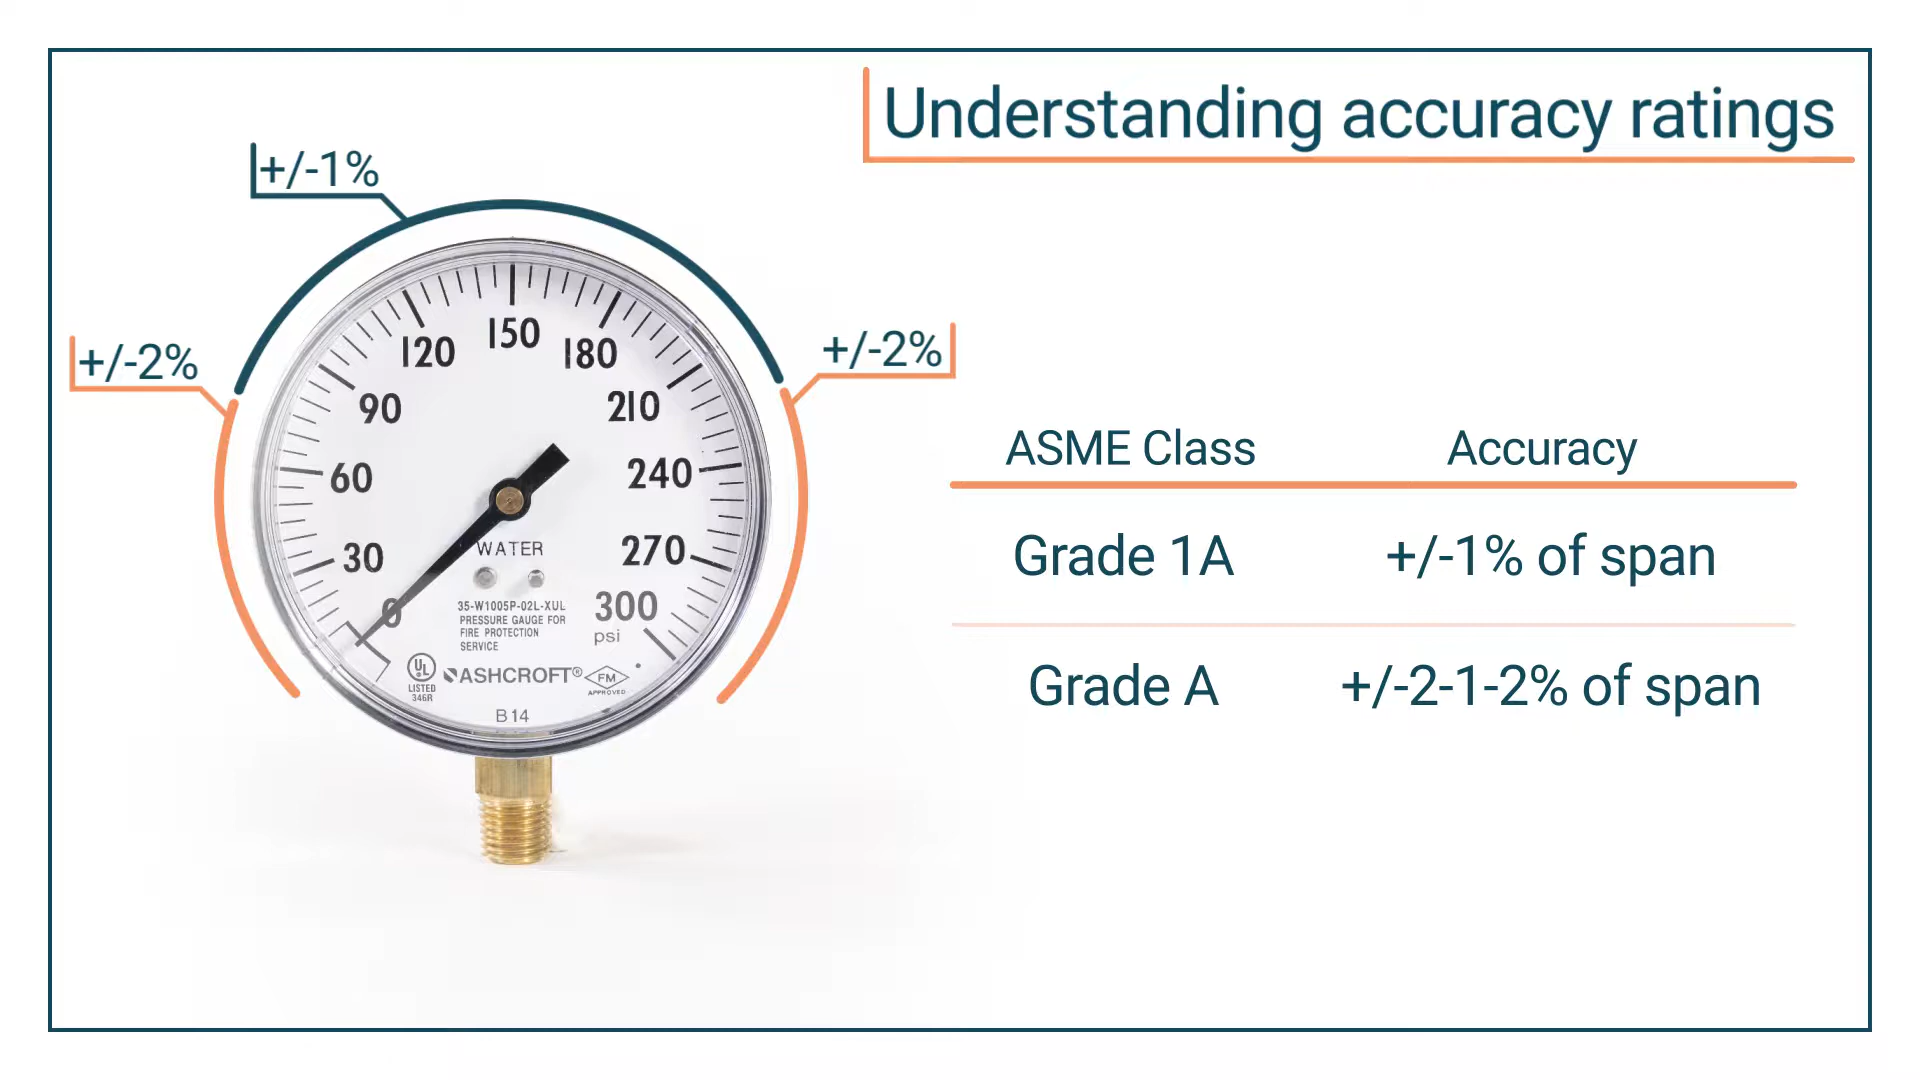 Understanding accuracy ratings
+/-1%
+/-2%
+/-2%
150
120
180
90
210
60
240
30
270
0
300
psi
WATER
35-W1005P-02L-XUL
PRESSURE GAUGE FOR
FIRE PROTECTION
SERVICE
UL
LISTED
346R
ASHCROFT®
FM
APPROVED
B14
ASME Class Accuracy
Grade 1A +/-1% of span
Grade A +/-2-1-2% of span